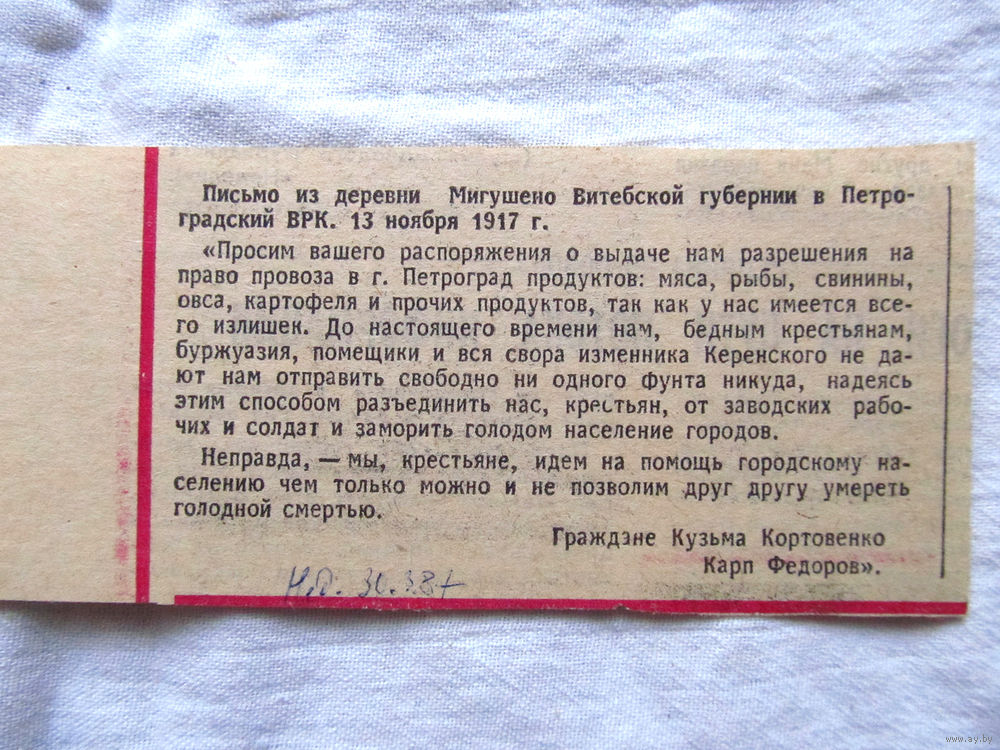 Письмо из деревни Мигушено Витебской губернии в Петро-
градский ВРК. 13 ноября 1917 г.
«Просим вашего распоряжения о выдаче нам разрешения на
право провоза в г. Петроград продуктов: мяса, рыбы, свинины,
овса, картофеля и прочих продуктов, так как у нас имеется все-
го излишек. До настоящего времени нам, бедным крестьянам,
буржуазия, помещики и вся свора изменника Керенского не да-
ют нам отправить свободно ни одного фунта никуда, надеясь
этим способом разъединить нас, крестьян, от заводских рабо-
чих и солдат и заморить голодом население городов.
Неправда, — мы, крестьяне, идем на помощь городскому на-
селению чем только можно и не позволим друг другу умереть
голодной смертью.
Граждане Кузьма Кортовенко
Карп Федоров».
www.ay.by